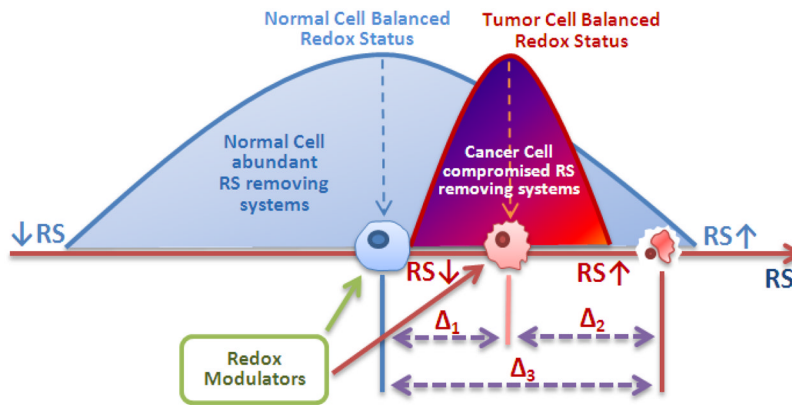 Normal Cell Balanced
Redox Status
Tumor Cell Balanced
Redox Status
Normal Cell
abundant
RS removing
systems
Cancer Cell
compromised RS
removing systems
↓RS
RS↑
RS↓
RS↑
RS
Δ1
Δ2
Δ3
Redox
Modulators